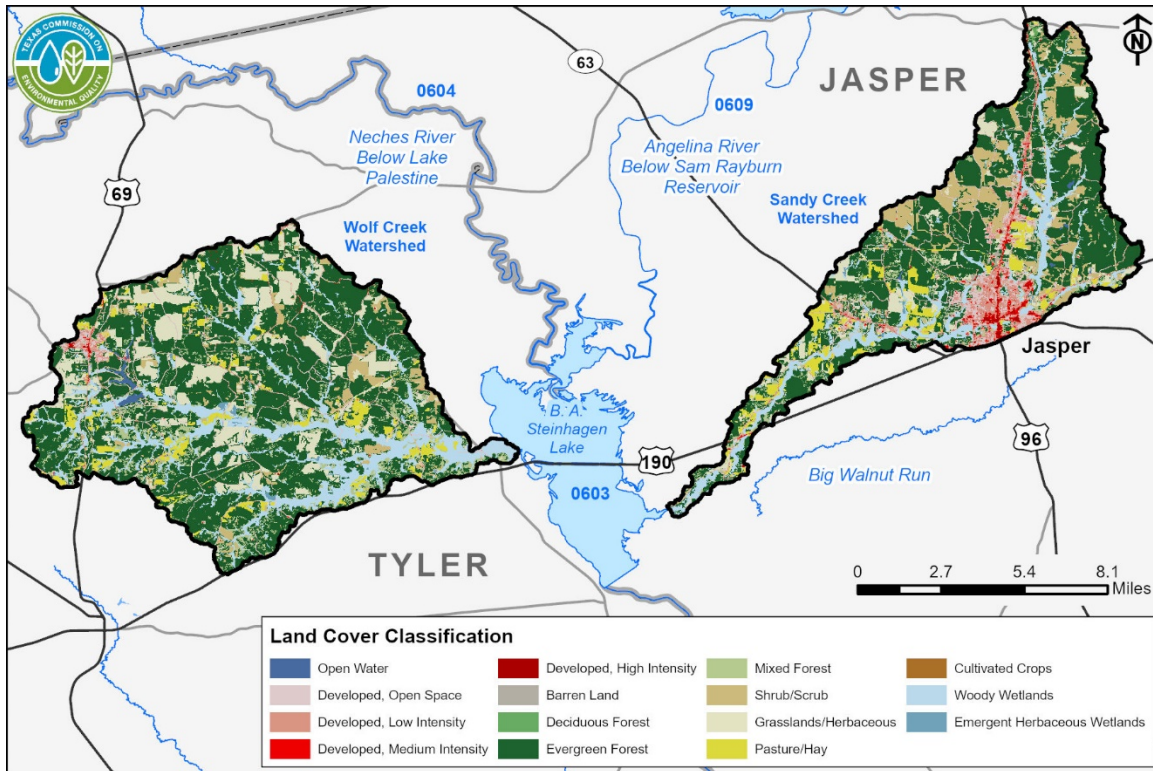 TEXAS COMMISSION ON
ENVIRONMENTAL QUALITY
N
63
JASPER
0604
0609
Neches River
Below Lake
Palestine
Angelina River
Below Sam Rayburn
Reservoir
69
Wolf Creek
Watershed
Sandy Creek
Watershed
Jasper
B. A.
Steinhagen
Lake
96
190
0603
Big Walnut Run
TYLER
0 2.7 5.4 8.1
Miles
Land Cover Classification
Open Water
Developed, Open Space
Developed, Low Intensity
Developed, Medium Intensity
Developed, High Intensity
Barren Land
Deciduous Forest
Evergreen Forest
Mixed Forest
Shrub/Scrub
Grasslands/Herbaceous
Pasture/Hay
Cultivated Crops
Woody Wetlands
Emergent Herbaceous Wetlands